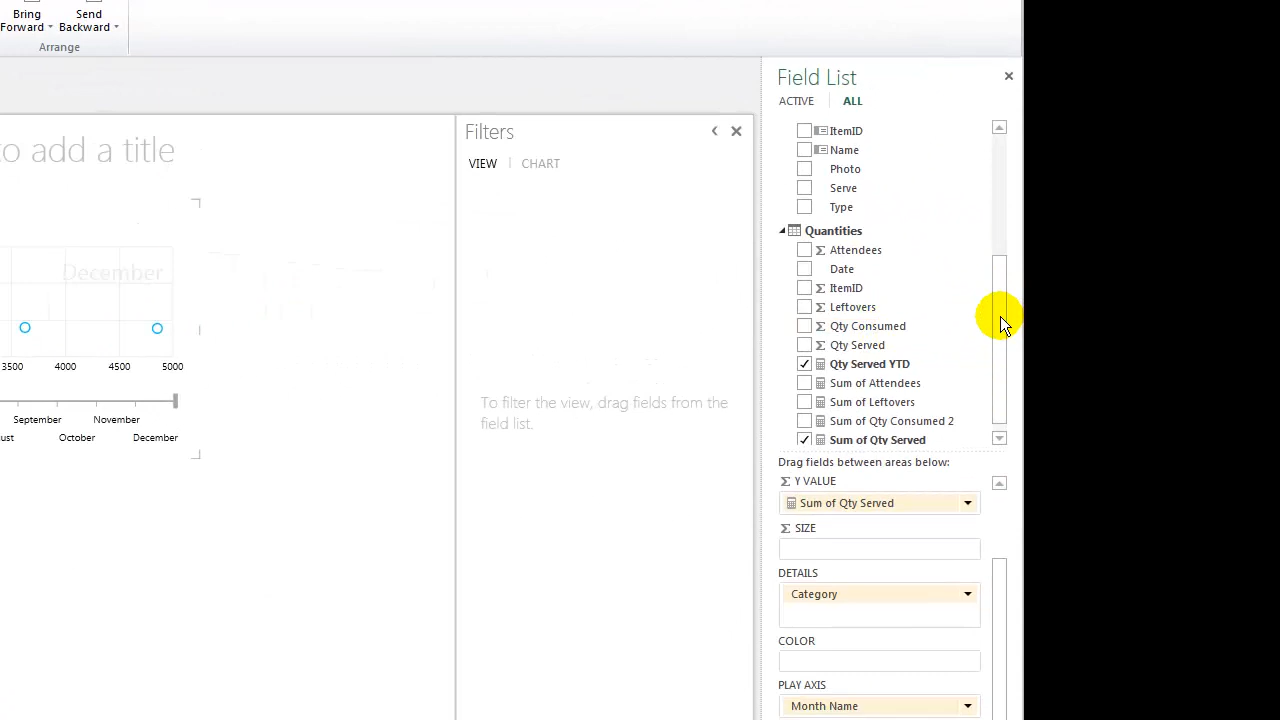 Bring
Forward
Send
Backward
Arrange
to add a title
December
3500 4000 4500 5000
September November
ust October December
Filters
VIEW | CHART
To filter the view, drag fields from the
field list.
Field List
ACTIVE | ALL
ItemID
Name
Photo
Serve
Type
Quantities
Σ Attendees
Date
Σ ItemID
Σ Leftovers
Σ Qty Consumed
Σ Qty Served
Qty Served YTD
Sum of Attendees
Sum of Leftovers
Sum of Qty Consumed 2
Sum of Qty Served
Drag fields between areas below:
Σ Y VALUE
Sum of Qty Served
Σ SIZE
DETAILS
Category
COLOR
PLAY AXIS
Month Name